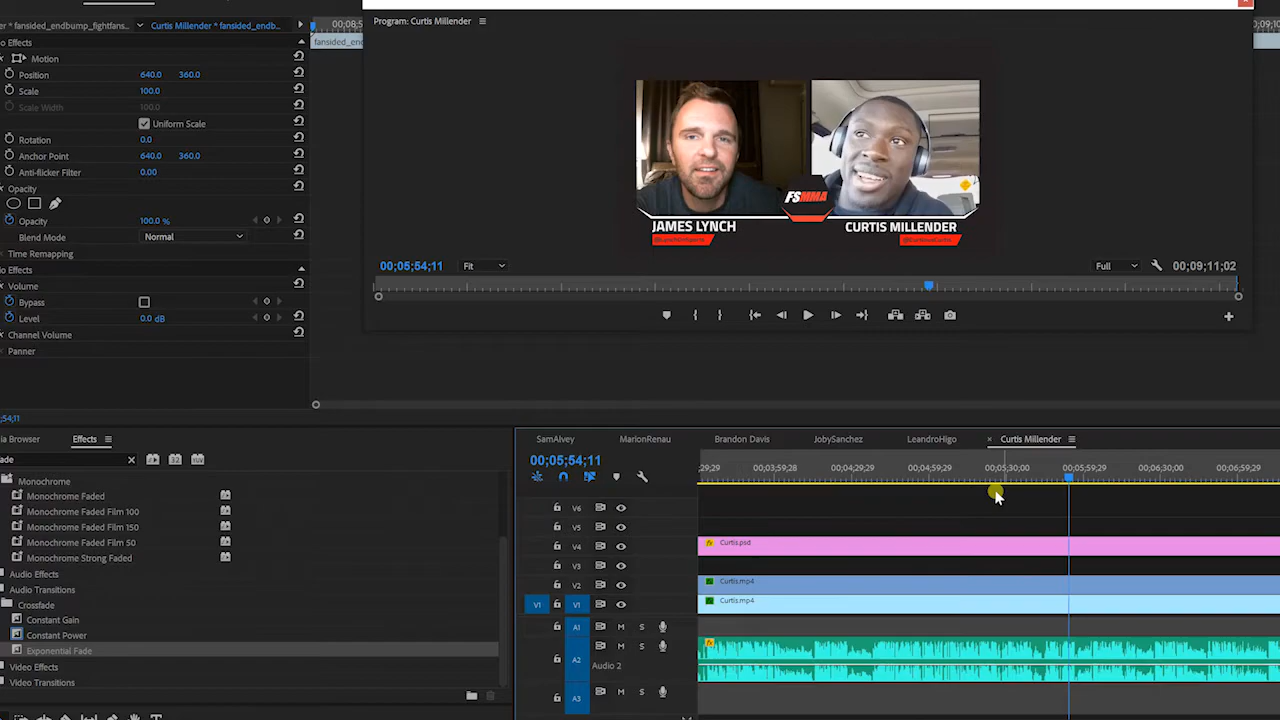 * fansided_endbump_fightfans...
Curtis Millender * fansided_endb...
00;08;5
Effects
fansided_en
Motion
Position 640.0 360.0
Scale 100.0
Scale Width 100.0
Uniform Scale
Rotation 0.0
Anchor Point 640.0 360.0
Anti-flicker Filter 0.00
Opacity
Opacity 100.0 %
Blend Mode Normal
Time Remapping
Effects
Volume
Bypass
Level 0.0 dB
Channel Volume
Panner
;54;11
Program: Curtis Millender
FSMMA
JAMES LYNCH
CURTIS MILLENDER
00;05;54;11
Fit
Full
00;09;11;02
ia Browser
Effects
ade
Monochrome
Monochrome Faded
Monochrome Faded Film 100
Monochrome Faded Film 150
Monochrome Faded Film 50
Monochrome Strong Faded
Audio Effects
Audio Transitions
Crossfade
Constant Gain
Constant Power
Exponential Fade
Video Effects
Video Transitions
SamAlvey
MarionRenau
Brandon Davis
JobySanchez
LeandroHigo
× Curtis Millender
00;05;54;11
;29;29
00;03;59;28
00;04;29;29
00;04;59;29
00;05;30;00
00;05;59;29
00;06;30;00
00;06;59;29
V6
V5
V4
fx Curtis.psd
V3
V2
Curtis.mp4
V1 V1
Curtis.mp4
A1 M S
A2 M S
fx
Audio 2
A3 M S